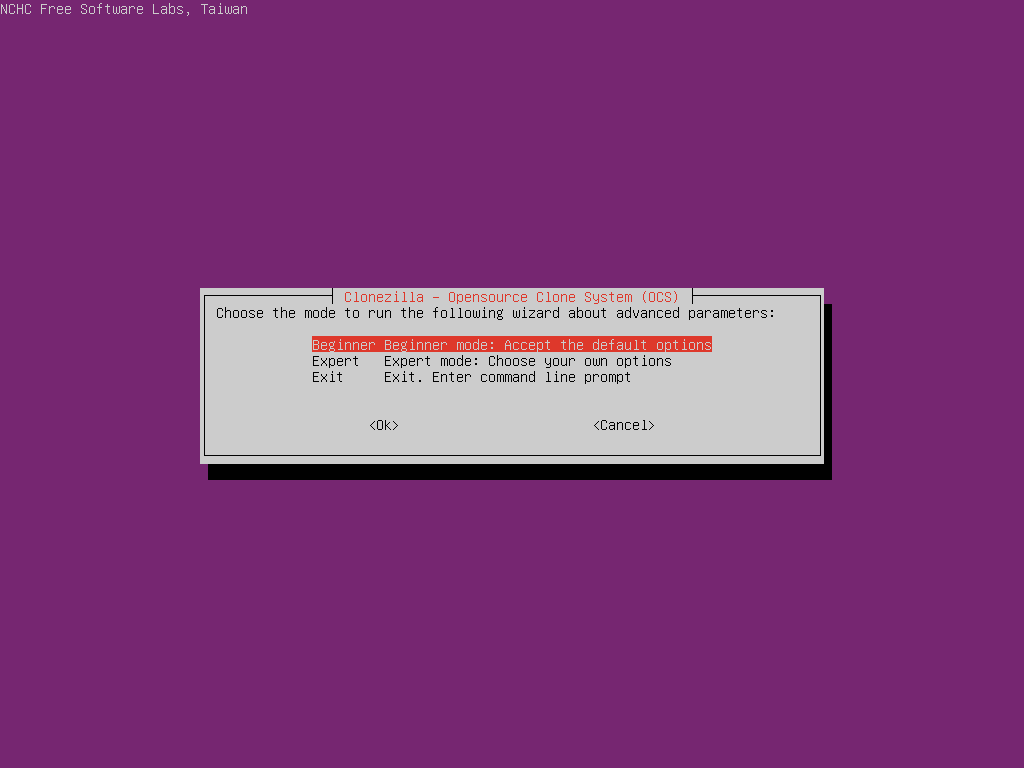 NCHC Free Software Labs, Taiwan
Clonezilla - Opensource Clone System (OCS)
Choose the mode to run the following wizard about advanced parameters:
Beginner Beginner mode: Accept the default options
Expert Expert mode: Choose your own options
Exit Exit. Enter command line prompt
<Ok> <Cancel>